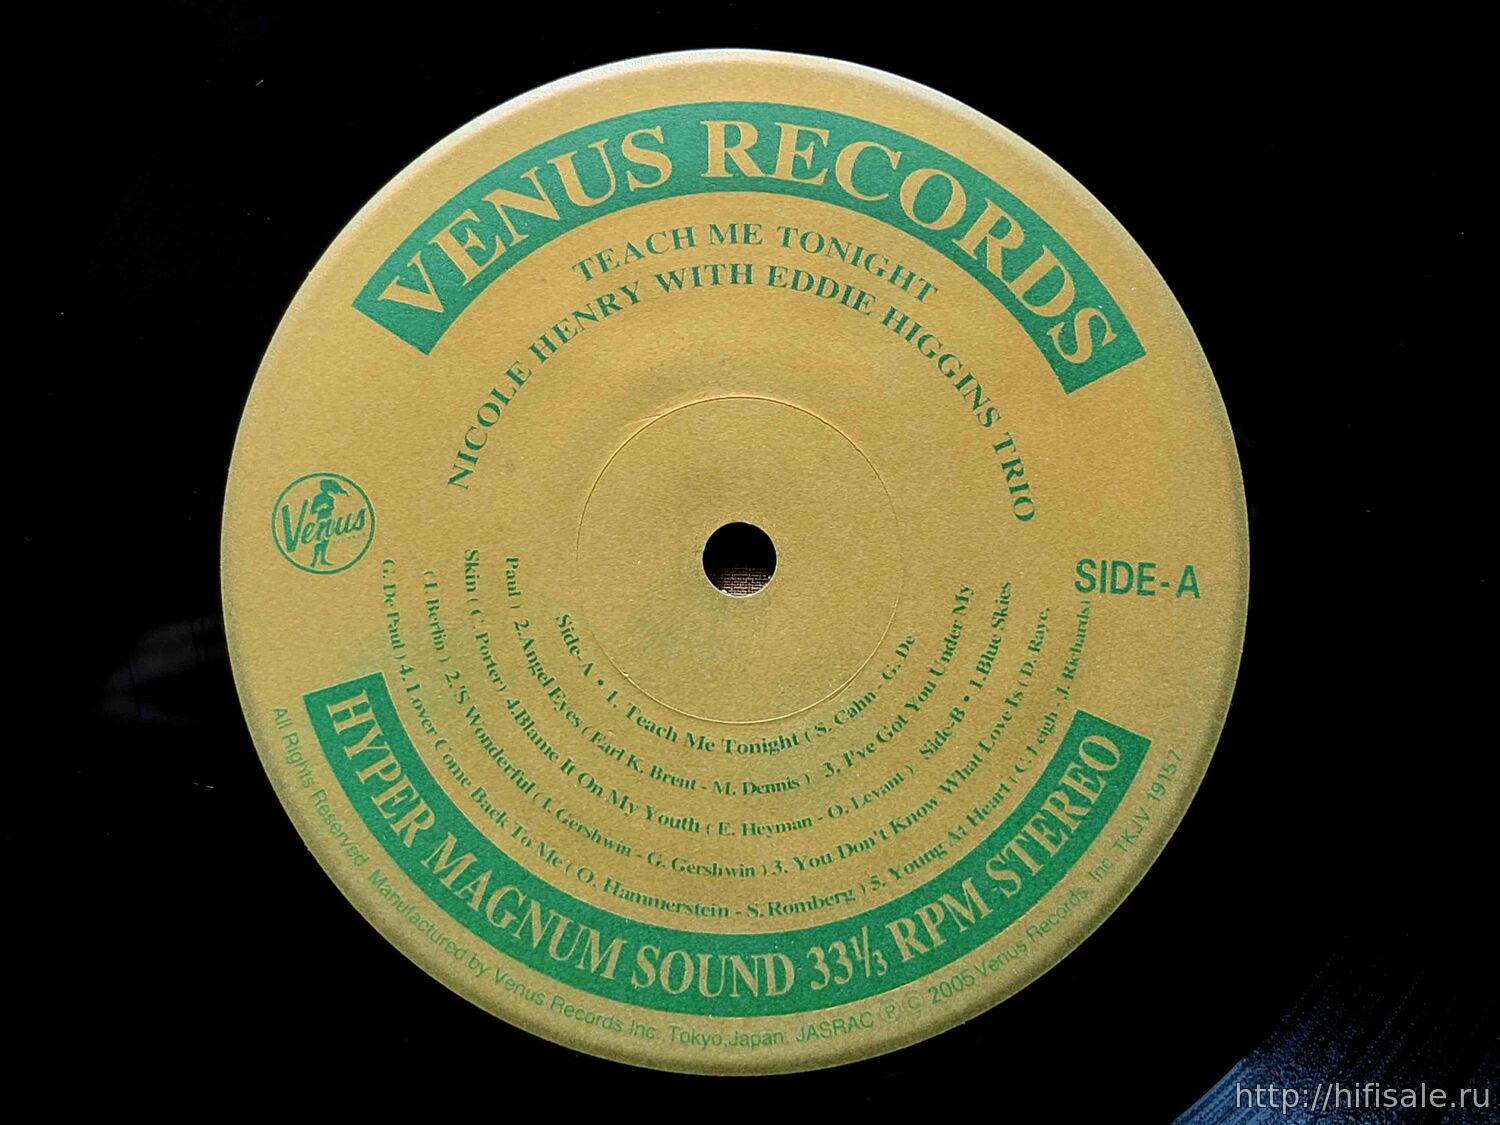 VENUS RECORDS
TEACH ME TONIGHT
NICOLE HENRY WITH EDDIE HIGGINS TRIO
Venus
SIDE-A
Side-A • 1. Teach Me Tonight ( S. Cahn - G. De
Paul ) 2.Angel Eyes ( Earl K. Brent - M. Dennis ) 3. I've Got You Under My
Skin ( C. Porter ) 4.Blame It On My Youth ( E. Heyman - O. Levant ) Side-B • 1.Blue Skies
( I. Berlin ) 2.'S Wonderful ( I. Gershwin - G. Gershwin ) 3. You Don't Know What Love Is ( D. Raye.
G. De Paul ) 4. Lover Come Back To Me ( O. Hammerstein - S. Romberg ) 5. Young At Heart ( C. Leigh - J. Richards)
HYPER MAGNUM SOUND 33⅓ RPM STEREO
All Rights Reserved. Manufactured by Venus Records Inc., Tokyo,Japan. JASRAC Ⓟ Ⓒ 2005 Venus Records, Inc. TKJV-19157
http://hifisale.ru